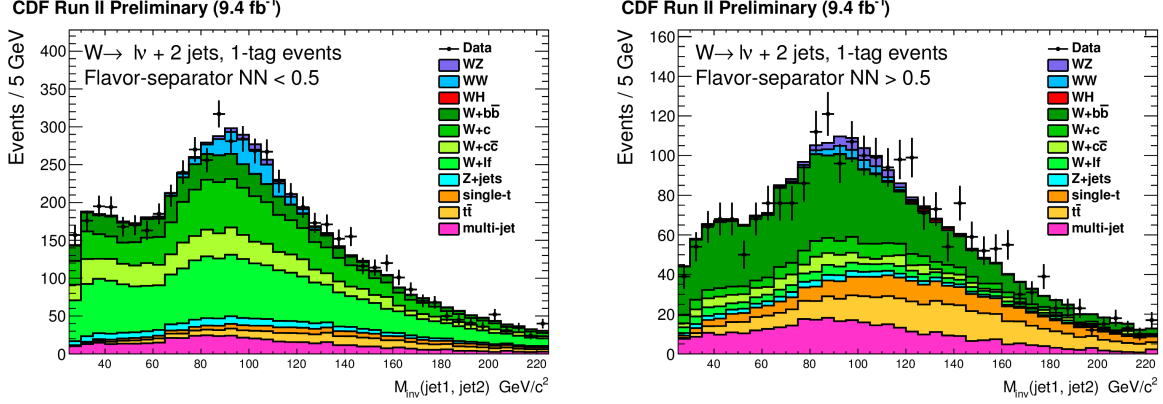 CDF Run II Preliminary (9.4 fb⁻¹)
Events / 5 GeV
W→ lν + 2 jets, 1-tag events
Flavor-separator NN < 0.5
Data
WZ
WW
WH
W+bb̅
W+c
W+cc̅
W+lf
Z+jets
single-t
tt̅
multi-jet
400
350
300
250
200
150
100
50
0
40 60 80 100 120 140 160 180 200 220
M_inv(jet1, jet2) GeV/c²
CDF Run II Preliminary (9.4 fb⁻¹)
Events / 5 GeV
W→ lν + 2 jets, 1-tag events
Flavor-separator NN > 0.5
Data
WZ
WW
WH
W+bb̅
W+c
W+cc̅
W+lf
Z+jets
single-t
tt̅
multi-jet
160
140
120
100
80
60
40
20
0
40 60 80 100 120 140 160 180 200 220
M_inv(jet1, jet2) GeV/c²